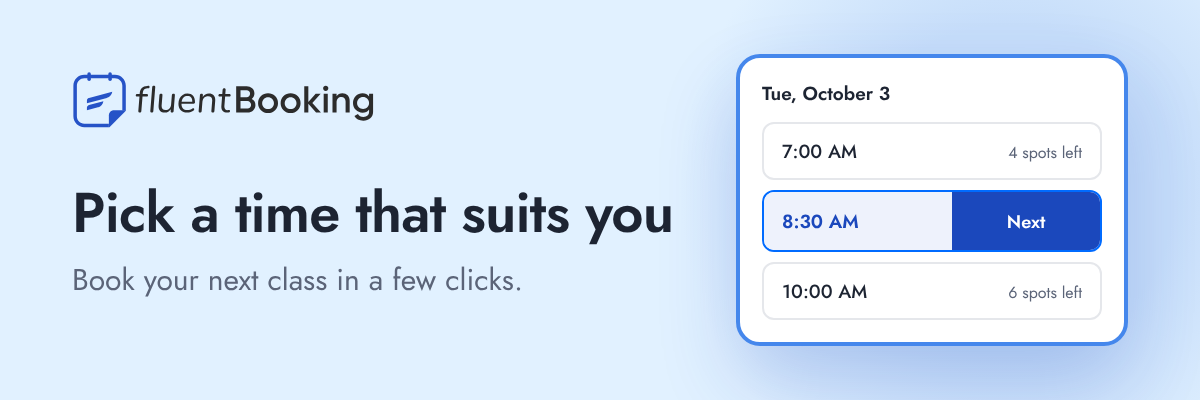 fluentBooking
Pick a time that suits you
Book your next class in a few clicks.
Tue, October 3
7:00 AM 4 spots left
8:30 AM Next
10:00 AM 6 spots left